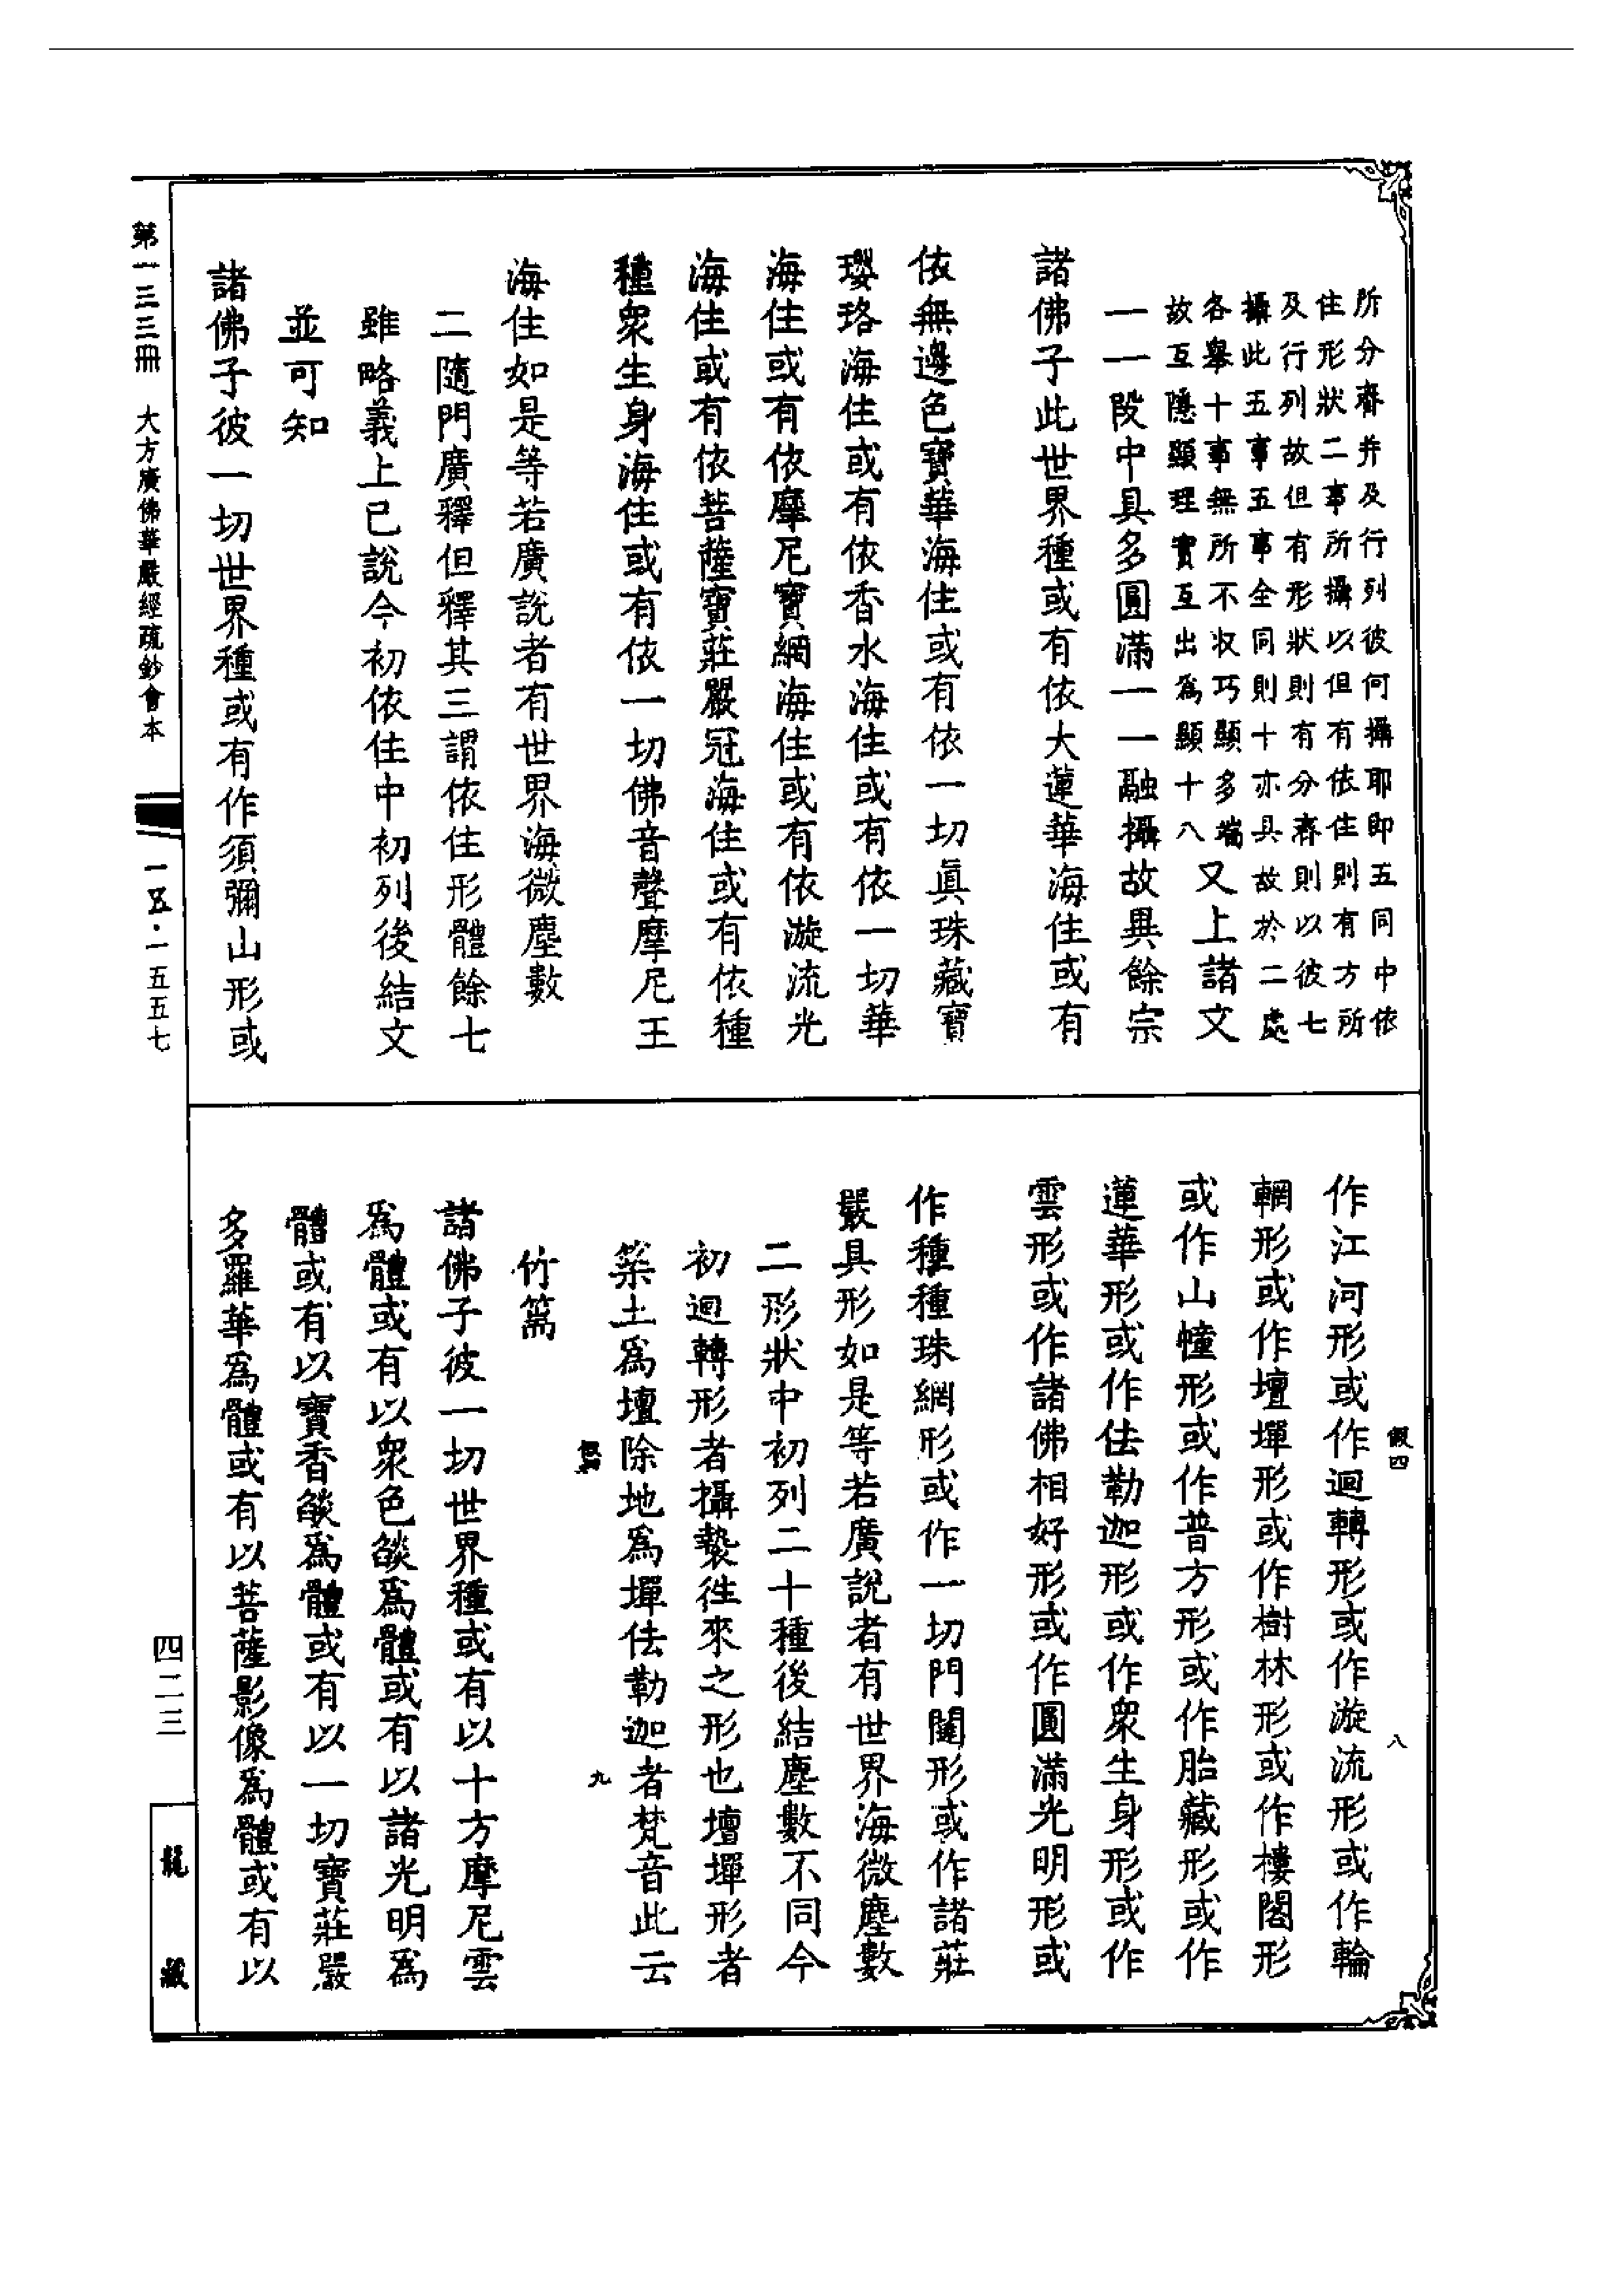 所分齊并及行列彼何攝耶即五同中依
住形狀二事所攝以但有依住則有方所
及行列故但有形狀則有分齊則以彼七
攝此五事五事全同則十亦具故於二處
各舉十事無所不收巧顯多端又上諸文
故互隱顯理實互出為顯十八
一一段中具多圓滿一一融攝故異餘宗
諸佛子此世界種或有依大蓮華海住或有
依無邊色寶華海住或有依一切真珠藏寶
瓔珞海住或有依香水海住或有依一切華
海住或有依摩尼寶網海住或有依漩流光
海住或有依菩薩寶莊嚴冠海住或有依種
種衆生身海住或有依一切佛音聲摩尼王
海住如是等若廣說者有世界海微塵數
二隨門廣釋但釋其三謂依住形體餘七
雖略義上已說今初依住中初列後結文
並可知
諸佛子彼一切世界種或有作須彌山形或
第一三三冊 大方廣佛華嚴經疏鈔會本
一五·一五五七
假四 八
作江河形或作迴轉形或作漩流形或作輪
輞形或作壇墠形或作樹林形或作樓閣形
或作山幢形或作普方形或作胎藏形或作
蓮華形或作佉勒迦形或作衆生身形或作
雲形或作諸佛相好形或作圓滿光明形或
作種種珠網形或作一切門闥形或作諸莊
嚴具形如是等若廣說者有世界海微塵數
二形狀中初列二十種後結塵數不同今
初迴轉形者攝褺往來之形也壇墠形者
築土為壇除地為墠佉勒迦者梵音此云
九
竹篅
諸佛子彼一切世界種或有以十方摩尼雲
為體或有以衆色燄為體或有以諸光明為
體或有以寶香燄為體或有以一切寶莊嚴
多羅華為體或有以菩薩影像為體或有以
四二三
龍藏